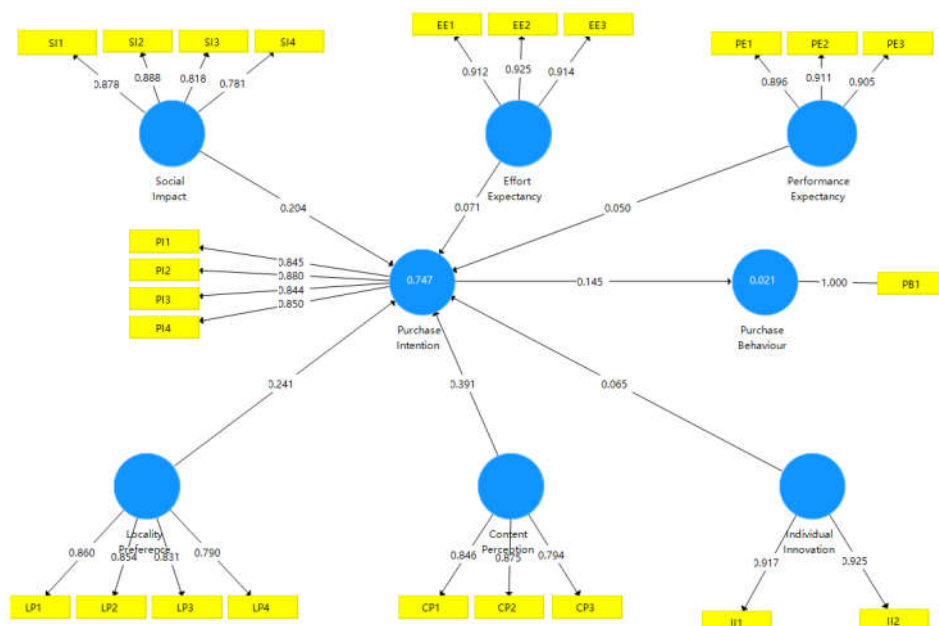 SI1 SI2 SI3 SI4
EE1 EE2 EE3
PE1 PE2 PE3
0.878 0.888 0.818 0.781
0.912 0.925 0.914
0.896 0.911 0.905
Social
Impact
Effort
Expectancy
Performance
Expectancy
0.204
0.071
0.050
PI1
PI2
PI3
PI4
0.845
0.880
0.844
0.850
0.747
Purchase
Intention
0.145
0.021
Purchase
Behaviour
1.000
PB1
0.241
0.391
0.065
Locality
Preference
Content
Perception
Individual
Innovation
0.860 0.854 0.831 0.790
0.846 0.875 0.794
0.917 0.925
LP1 LP2 LP3 LP4
CP1 CP2 CP3
II1 II2